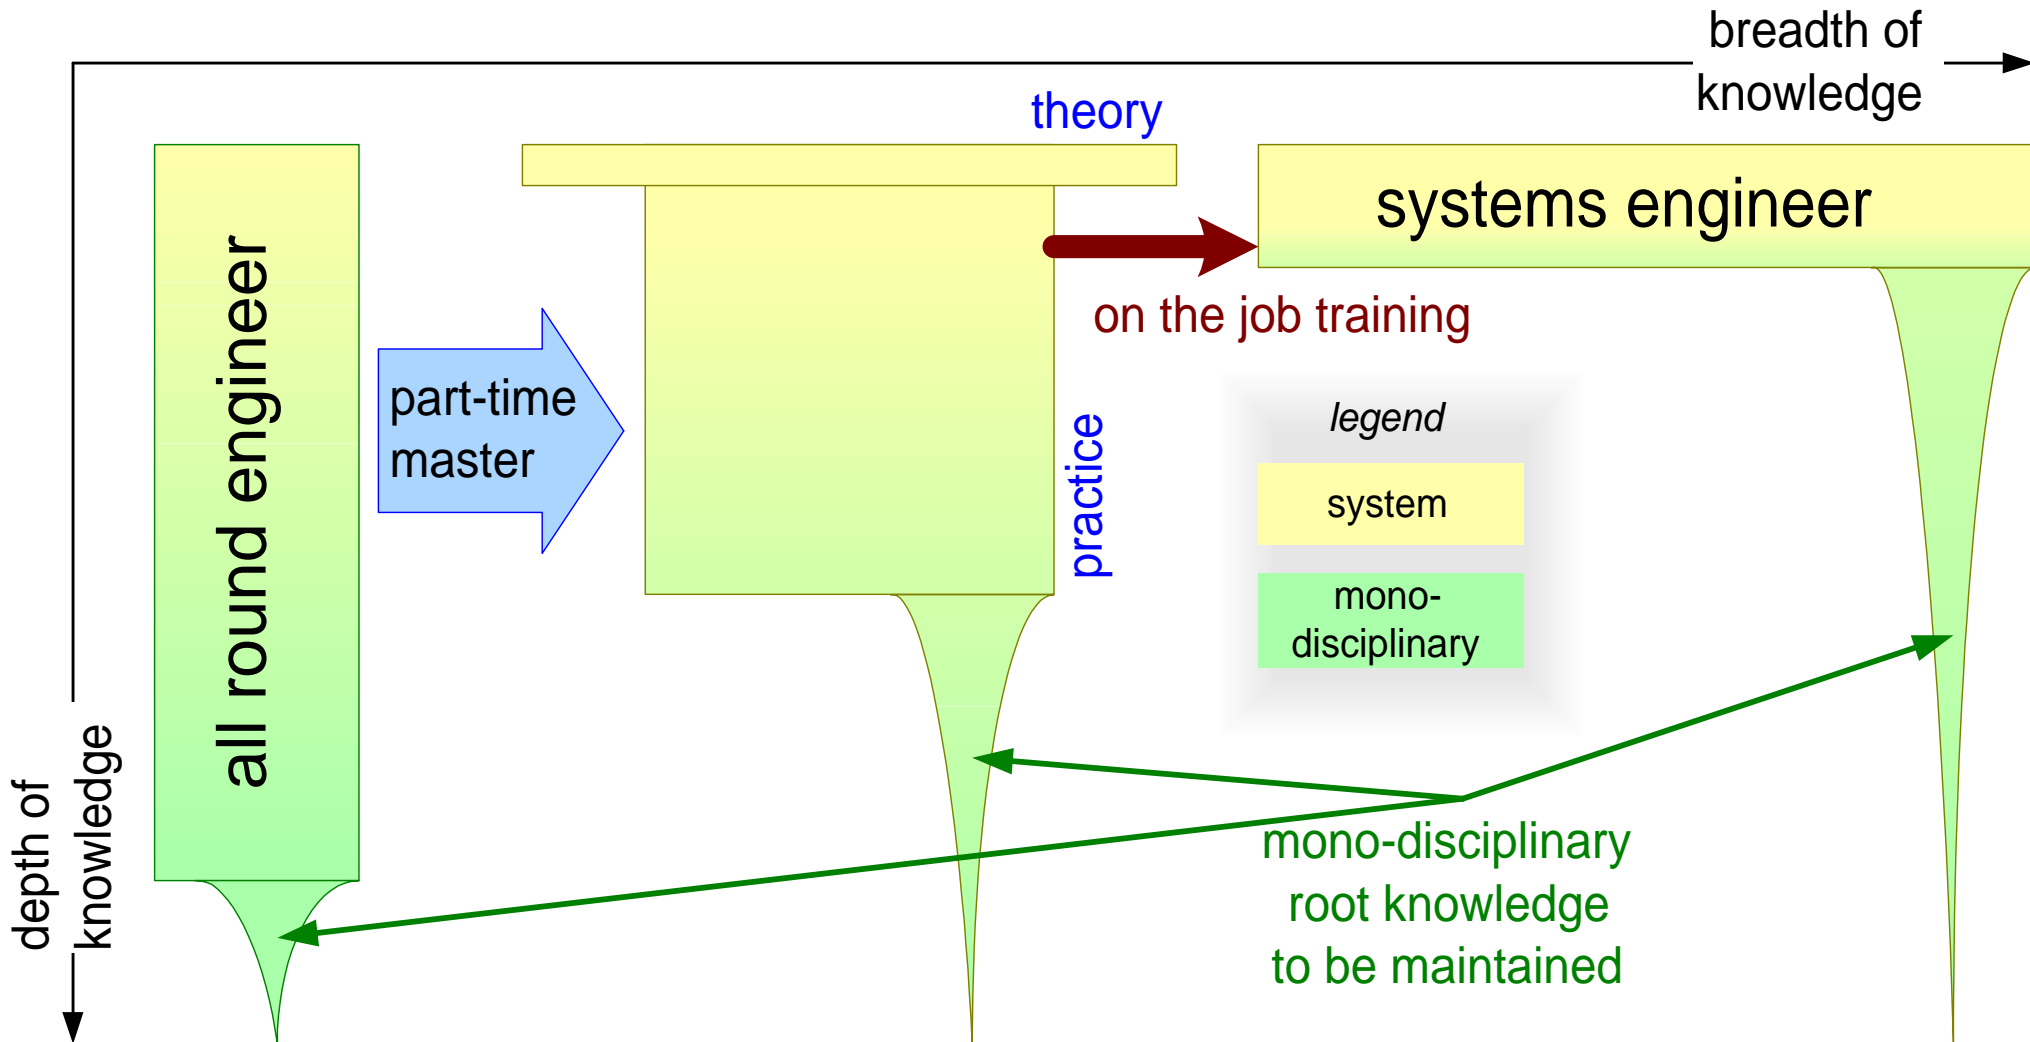 breadth of
knowledge
theory
systems engineer
all round engineer
on the job training
part-time
master
practice
legend
system
mono-
disciplinary
depth of
knowledge
mono-disciplinary
root knowledge
to be maintained